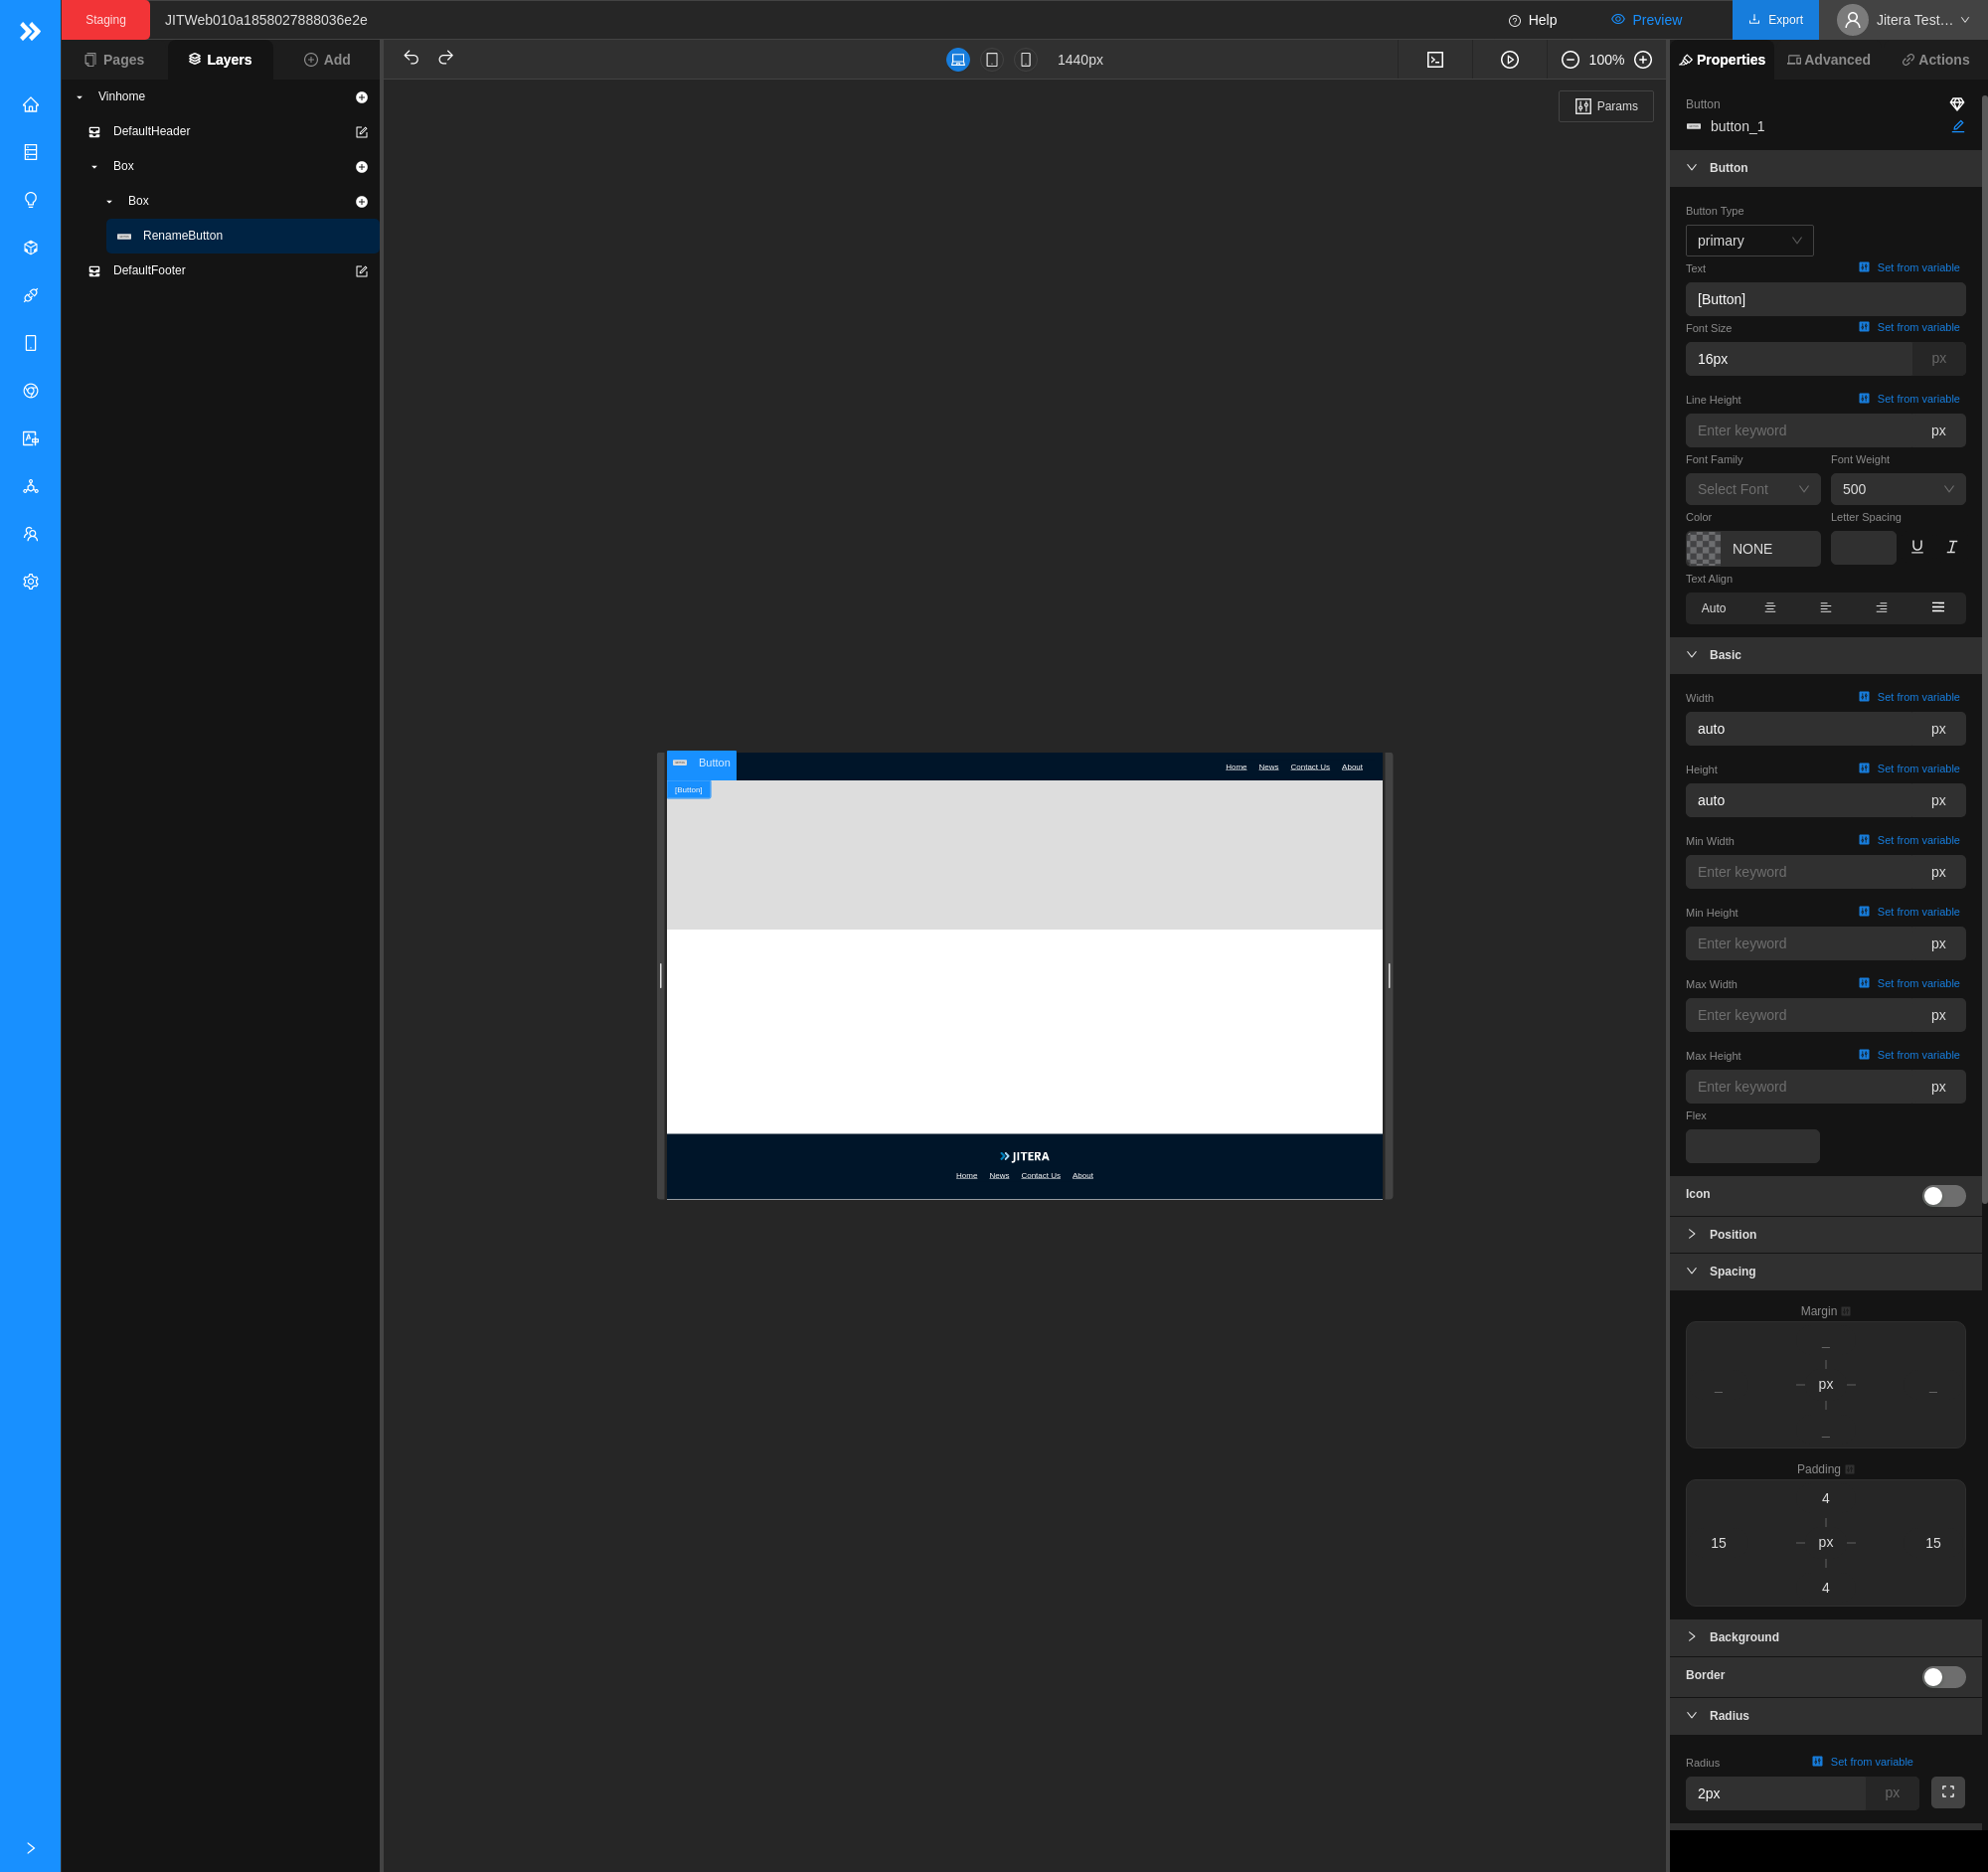 Staging
JITWeb010a1858027888036e2e
Help
Preview
Export
Jitera Test...
Pages
Layers
Add
1440px
100%
Properties
Advanced
Actions
Vinhome
DefaultHeader
Box
Box
RenameButton
DefaultFooter
Params
Button
Home News Contact Us About
[Button]
JITERA
Home News Contact Us About
Button
button_1
Button
Button Type
primary
Text Set from variable
[Button]
Font Size Set from variable
16px px
Line Height Set from variable
Enter keyword px
Font Family Font Weight
Select Font 500
Color Letter Spacing
NONE
Text Align
Auto
Basic
Width Set from variable
auto px
Height Set from variable
auto px
Min Width Set from variable
Enter keyword px
Min Height Set from variable
Enter keyword px
Max Width Set from variable
Enter keyword px
Max Height Set from variable
Enter keyword px
Flex
Icon
Position
Spacing
Margin
px
Padding
4
15 px 15
4
Background
Border
Radius
Radius Set from variable
2px px